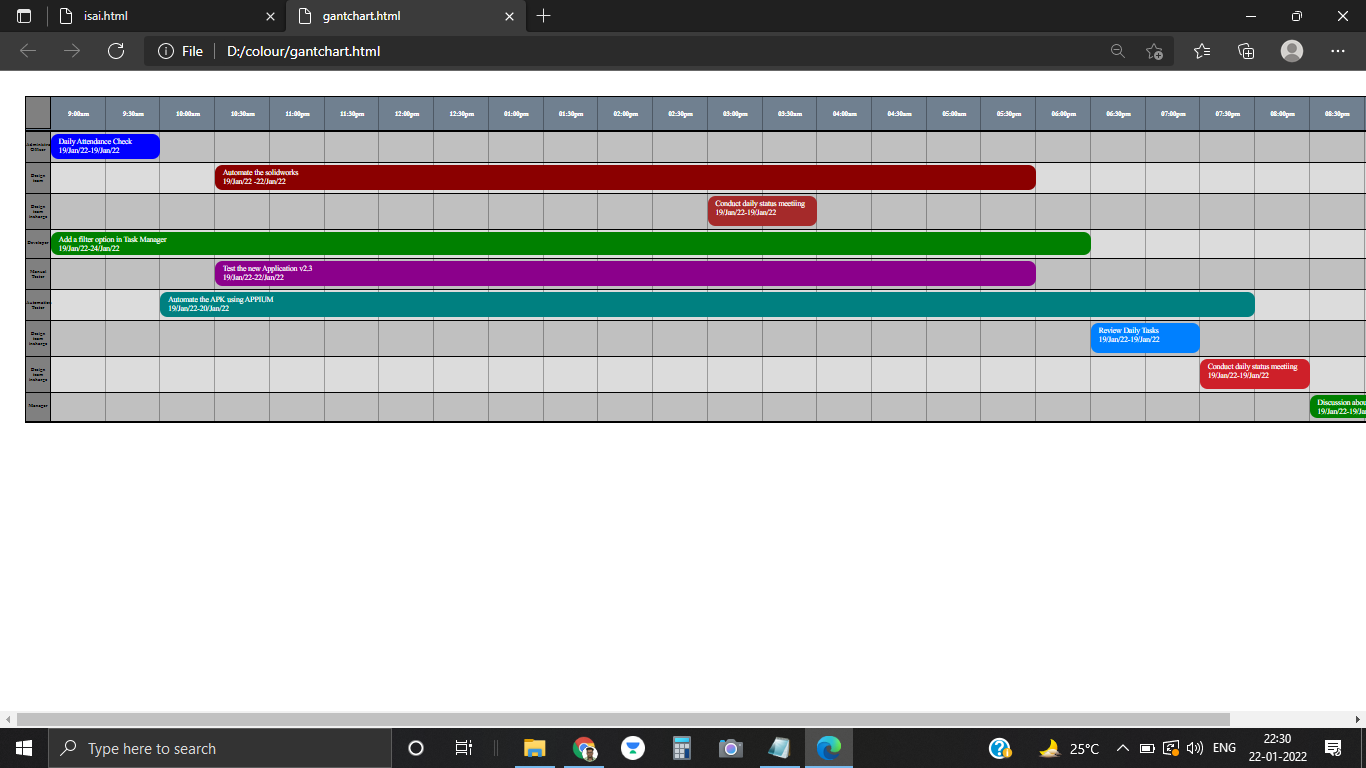 isai.html
gantchart.html
File
D:/colour/gantchart.html
9:00am 9:30am 10:00am 10:30am 11:00pm 11:30pm 12:00pm 12:30pm 01:00pm 01:30pm 02:00pm 02:30pm 03:00pm 03:30pm 04:00am 04:30am 05:00am 05:30pm 06:00pm 06:30pm 07:00pm 07:30pm 08:00pm 08:30pm
Officer
Daily Attendance Check
19/Jan/22-19/Jan/22
Design
team
Automate the solidworks
19/Jan/22 -22/Jan/22
Design
team
incharge
Conduct daily status meetiing
19/Jan/22-19/Jan/22
Developer
Add a filter option in Task Manager
19/Jan/22-24/Jan/22
Manual
Tester
Test the new Application v2.3
19/Jan/22-22/Jan/22
Automation
Tester
Automate the APK using APPIUM
19/Jan/22-20/Jan/22
Design
team
incharge
Review Daily Tasks
19/Jan/22-19/Jan/22
Design
team
incharge
Conduct daily status meetiing
19/Jan/22-19/Jan/22
Manager
Discussion abou
19/Jan/22-19/Ja
Type here to search
25°C
ENG
22:30
22-01-2022